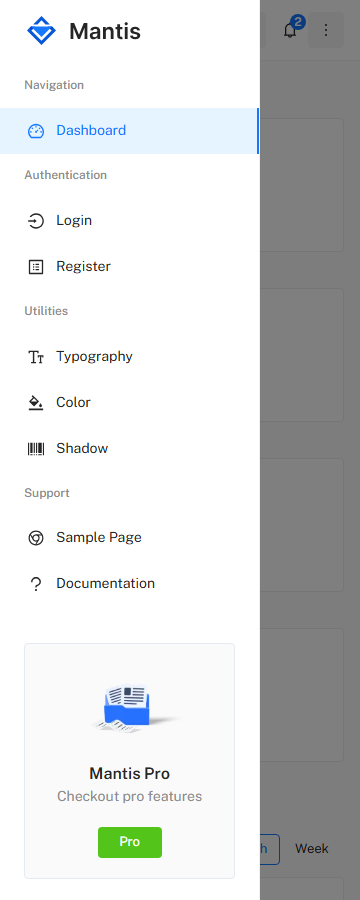 Mantis
2
Navigation
Dashboard
Authentication
Login
Register
Utilities
Typography
Color
Shadow
Support
Sample Page
Documentation
Mantis Pro
Checkout pro features
Pro
h
Week